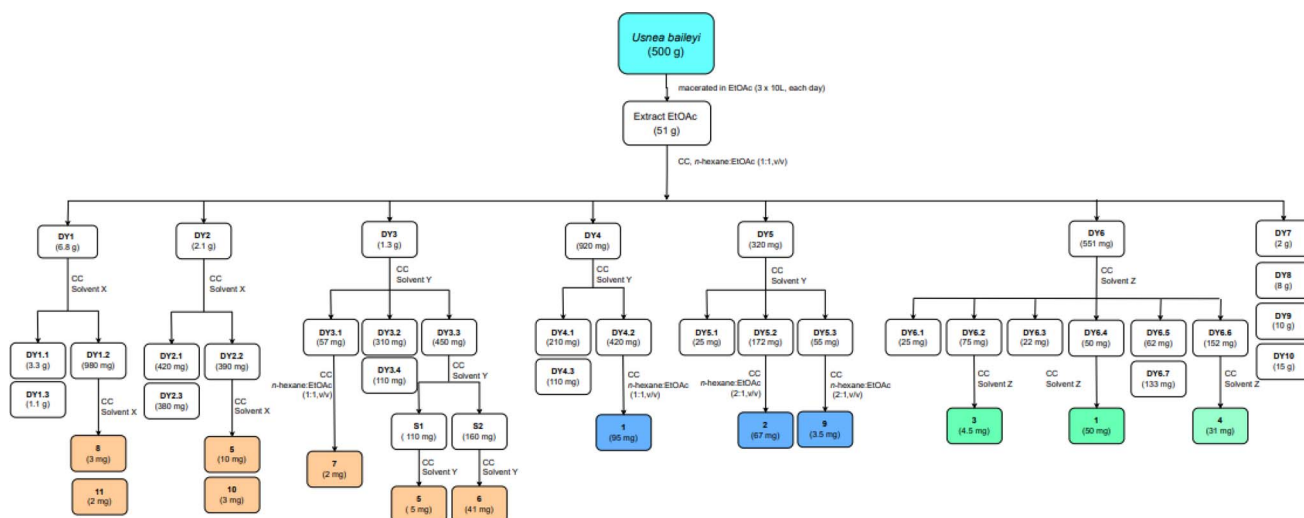 Usnea baileyi
(500 g)
macerated in EtOAc (3 x 10L, each day)
Extract EtOAc
(51 g)
CC, n-hexane:EtOAc (1:1,v/v)
DY1
(6.8 g)
DY2
(2.1 g)
DY3
(1.3 g)
DY4
(920 mg)
DY5
(320 mg)
DY6
(551 mg)
DY7
(2 g)
DY8
(8 g)
DY9
(10 g)
DY10
(15 g)
CC
Solvent X
CC
Solvent X
CC
Solvent Y
CC
Solvent Y
CC
Solvent Y
CC
Solvent Z
DY1.1
(3.3 g)
DY1.2
(980 mg)
DY1.3
(1.1 g)
DY2.1
(420 mg)
DY2.2
(390 mg)
DY2.3
(380 mg)
DY3.1
(57 mg)
DY3.2
(310 mg)
DY3.3
(450 mg)
DY3.4
(110 mg)
DY4.1
(210 mg)
DY4.2
(420 mg)
DY4.3
(110 mg)
DY5.1
(25 mg)
DY5.2
(172 mg)
DY5.3
(55 mg)
DY6.1
(25 mg)
DY6.2
(75 mg)
DY6.3
(22 mg)
DY6.4
(50 mg)
DY6.5
(62 mg)
DY6.6
(152 mg)
DY6.7
(133 mg)
CC
Solvent X
CC
Solvent X
CC
n-hexane:EtOAc
(1:1,v/v)
CC
Solvent Y
CC
n-hexane:EtOAc
(1:1,v/v)
CC
n-hexane:EtOAc
(2:1,v/v)
CC
n-hexane:EtOAc
(2:1,v/v)
CC
Solvent Z
CC
Solvent Z
CC
Solvent Z
S1
( 110 mg)
S2
(160 mg)
CC
Solvent Y
CC
Solvent Y
8
(3 mg)
11
(2 mg)
5
(10 mg)
10
(3 mg)
7
(2 mg)
5
( 5 mg)
6
(41 mg)
1
(95 mg)
2
(67 mg)
9
(3.5 mg)
3
(4.5 mg)
1
(50 mg)
4
(31 mg)